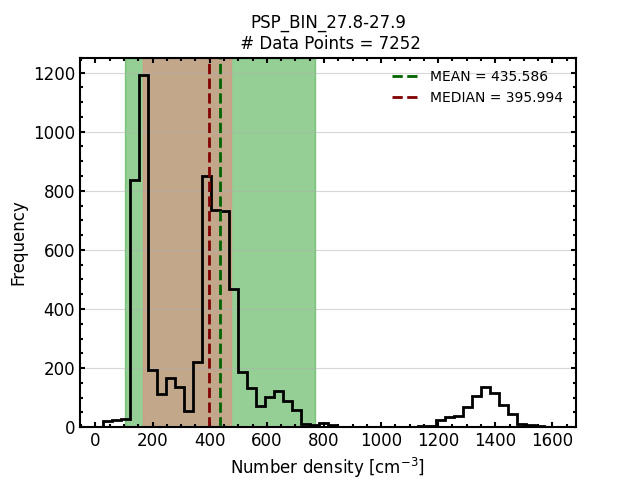 PSP_BIN_27.8-27.9
# Data Points = 7252
MEAN = 435.586
MEDIAN = 395.994
Frequency
1200
1000
800
600
400
200
0
0 200 400 600 800 1000 1200 1400 1600
Number density [cm⁻³]